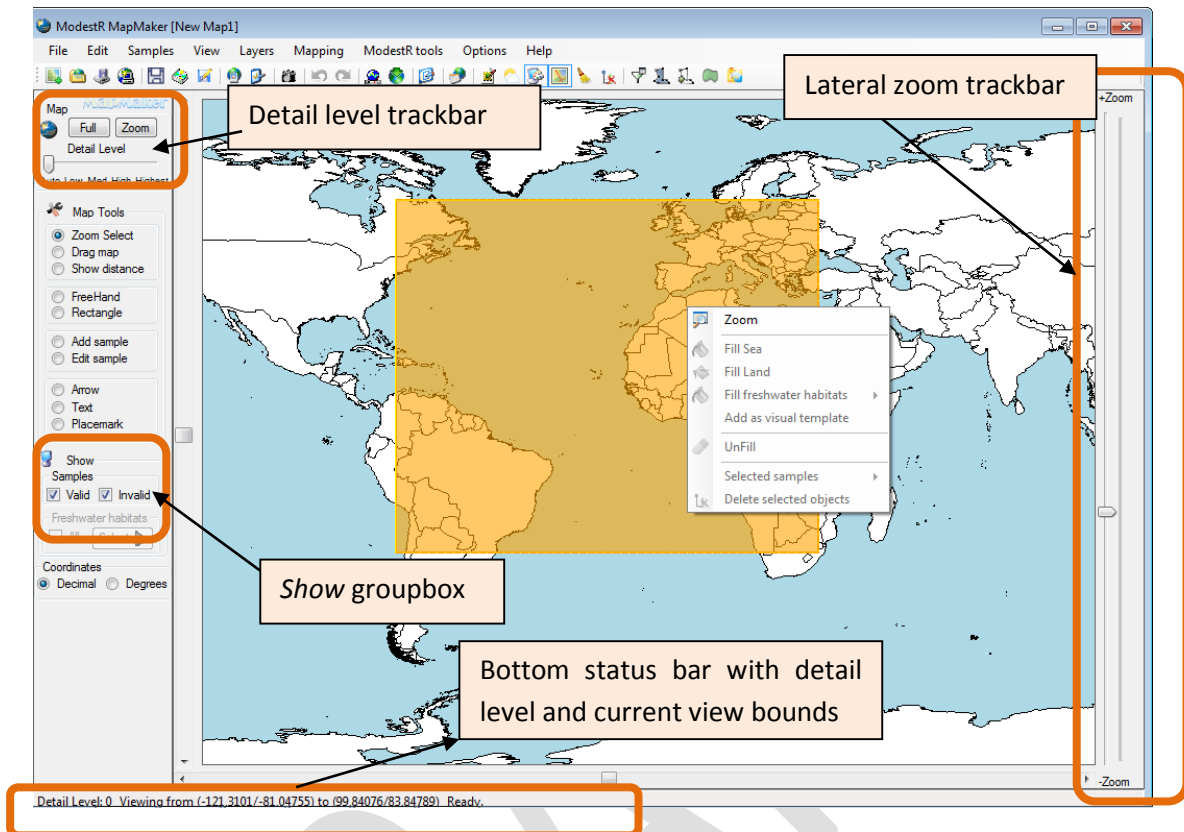 ModestR MapMaker [New Map1]
File Edit Samples View Layers Mapping ModestR tools Options Help
Lateral zoom trackbar
Map MapMaker
Full Zoom
Detail Level
Auto Low Med High Highest
Detail level trackbar
+Zoom
Map Tools
Zoom Select
Drag map
Show distance
FreeHand
Rectangle
Add sample
Edit sample
Arrow
Text
Placemark
Zoom
Fill Sea
Fill Land
Fill freshwater habitats
Add as visual template
UnFill
Selected samples
Delete selected objects
Show
Samples
Valid Invalid
Freshwater habitats
All Select
Coordinates
Decimal Degrees
Show groupbox
Bottom status bar with detail
level and current view bounds
-Zoom
Detail Level: 0 Viewing from (-121,3101/-81,04755) to (99,84076/83,84789) Ready.